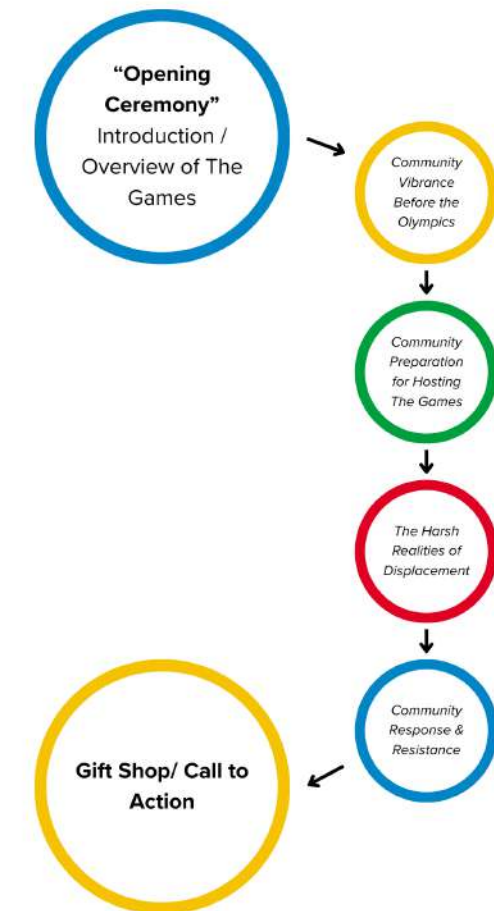 “Opening
Ceremony”
Introduction /
Overview of The
Games
Community
Vibrance
Before the
Olympics
Community
Preparation
for Hosting
The Games
The Harsh
Realities of
Displacement
Community
Response &
Resistance
Gift Shop/ Call to
Action